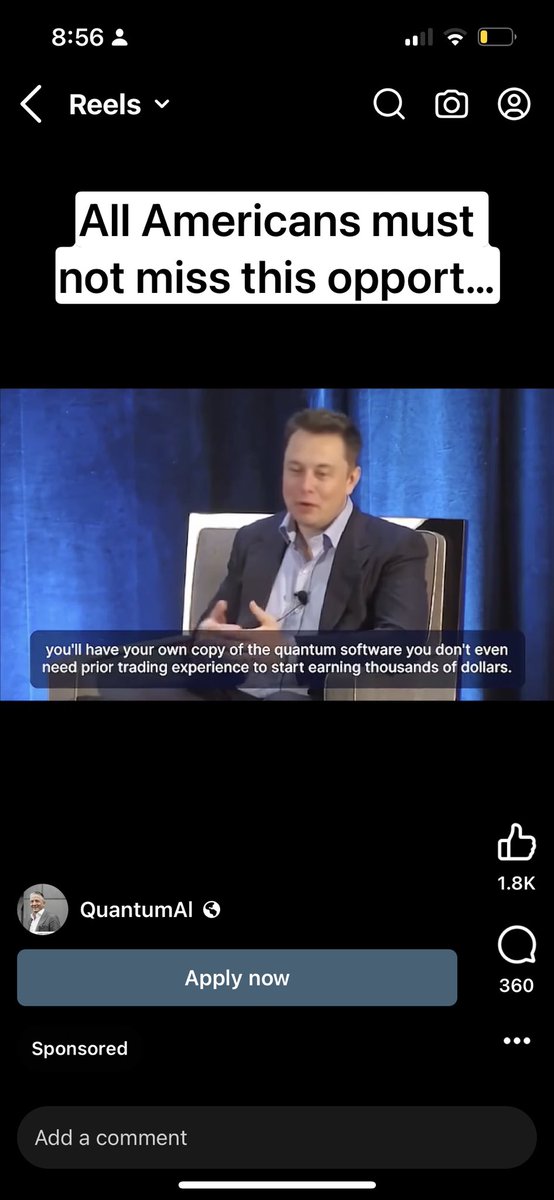 8:56
Reels
All Americans must
not miss this opport...
you'll have your own copy of the quantum software you don't even
need prior trading experience to start earning thousands of dollars.
1.8K
QuantumAI
Apply now
360
Sponsored
Add a comment